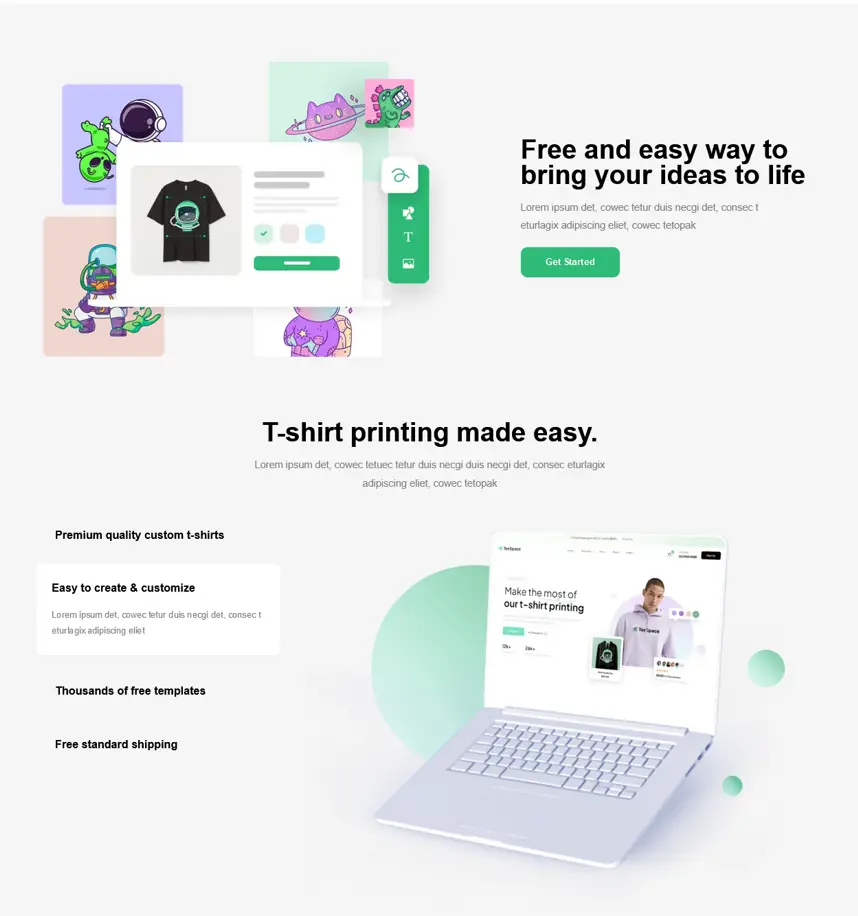 Free and easy way to
bring your ideas to life
Lorem ipsum det, cowec tetur duis necgi det, consec t
eturlagix adipiscing eliet, cowec tetopak
Get Started
T
T-shirt printing made easy.
Lorem ipsum det, cowec tetuec tetur duis necgi duis necgi det, consec eturlagix
adipiscing eliet, cowec tetopak
Premium quality custom t-shirts
Easy to create & customize
Lorem ipsum det, cowec tetur duis necgi det, consec t
eturlagix adipiscing eliet
Thousands of free templates
Free standard shipping
TeeSpace
Make the most of
our t-shirt printing
TeeSpace